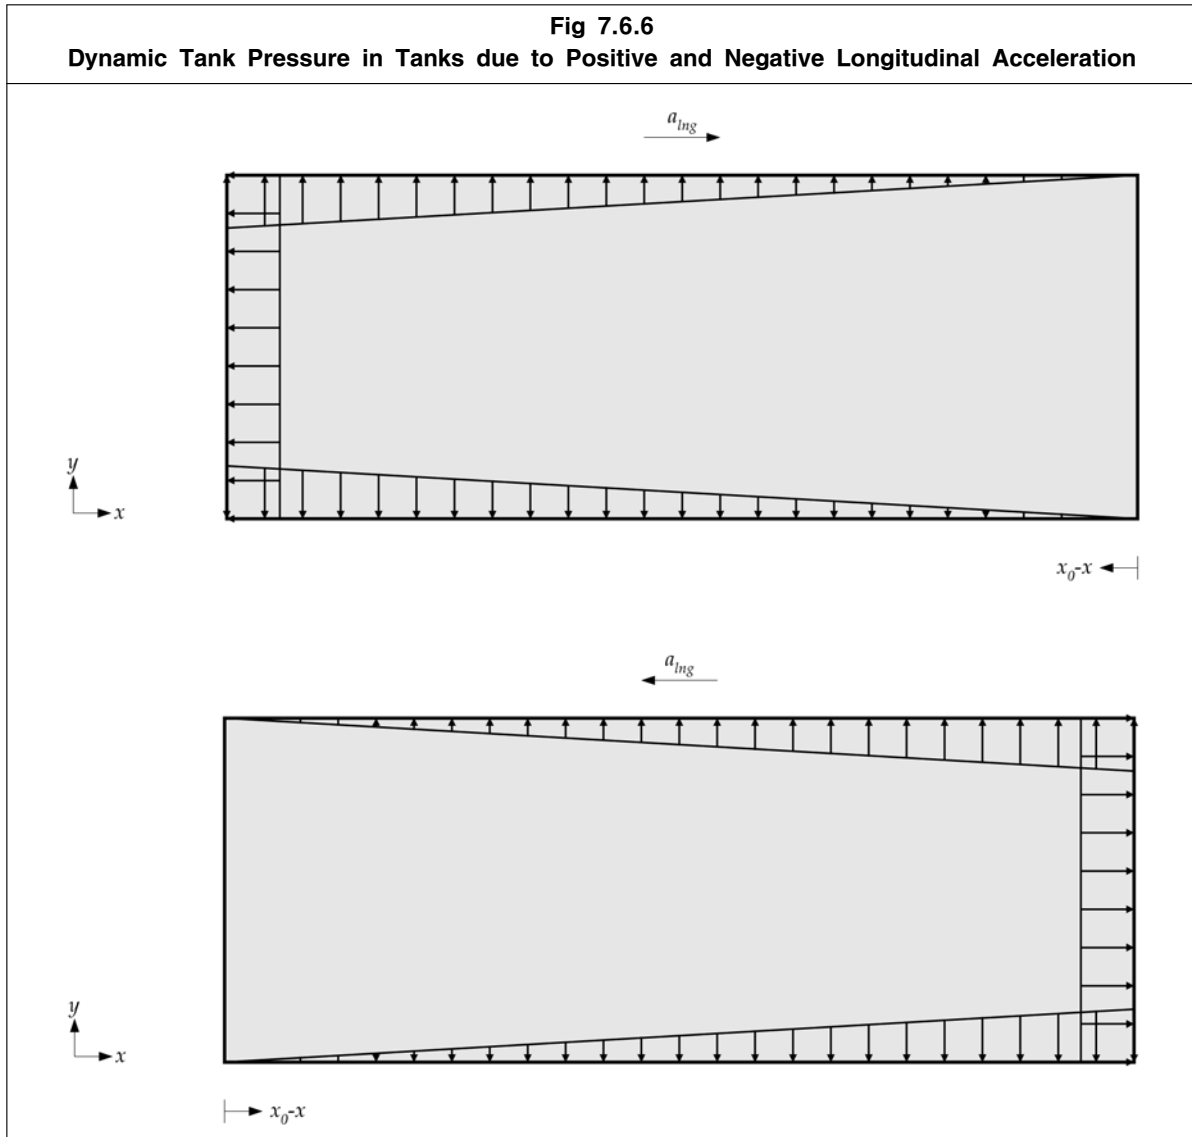 Fig 7.6.6
Dynamic Tank Pressure in Tanks due to Positive and Negative Longitudinal Acceleration
a_lng
y
x
x_0-x
a_lng
y
x
x_0-x